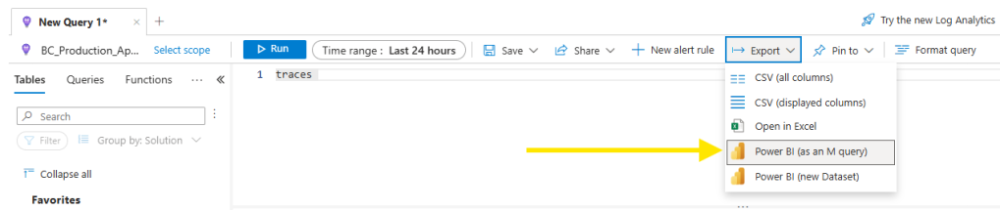 New Query 1* × +
Try the new Log Analytics
BC_Production_Ap... Select scope
Run Time range : Last 24 hours Save Share New alert rule Export Pin to Format query
Tables Queries Functions ... «
1 traces
CSV (all columns)
Search
CSV (displayed columns)
Open in Excel
Filter Group by: Solution
Power BI (as an M query)
Collapse all
Power BI (new Dataset)
Favorites